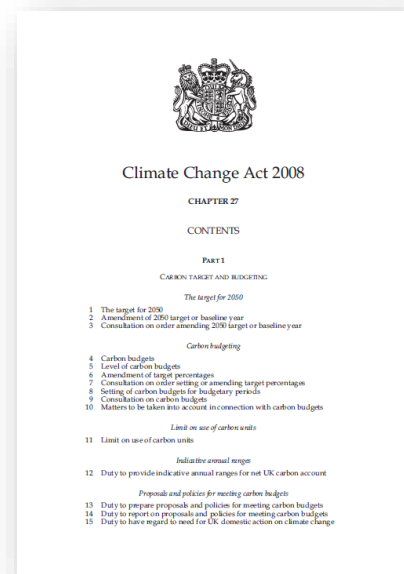 Climate Change Act 2008
CHAPTER 27
CONTENTS
PART 1
CARBON TARGET AND BUDGETING
The target for 2050
1 The target for 2050
2 Amendment of 2050 target or baseline year
3 Consultation on order amending 2050 target or baseline year
Carbon budgeting
4 Carbon budgets
5 Level of carbon budgets
6 Amendment of target percentages
7 Consultation on order setting or amending target percentages
8 Setting of carbon budgets for budgetary periods
9 Consultation on carbon budgets
10 Matters to be taken into account in connection with carbon budgets
Limit on use of carbon units
11 Limit on use of carbon units
Indicative annual ranges
12 Duty to provide indicative annual ranges for net UK carbon account
Proposals and policies for meeting carbon budgets
13 Duty to prepare proposals and policies for meeting carbon budgets
14 Duty to report on proposals and policies for meeting carbon budgets
15 Duty to have regard to need for UK domestic action on climate change